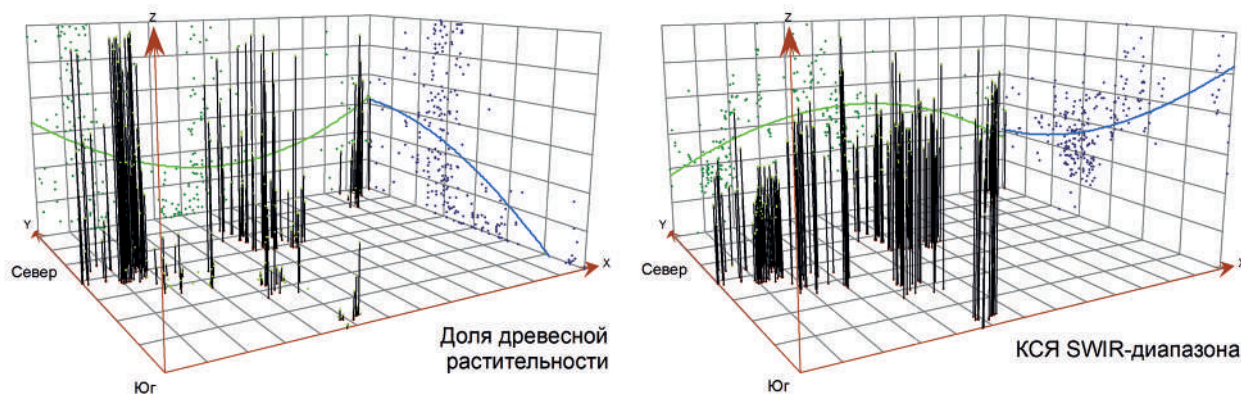 Z
Y
Север
X
Доля древесной
растительности
Юг
Z
Y
Север
X
КСЯ SWIR-диапазона
Юг